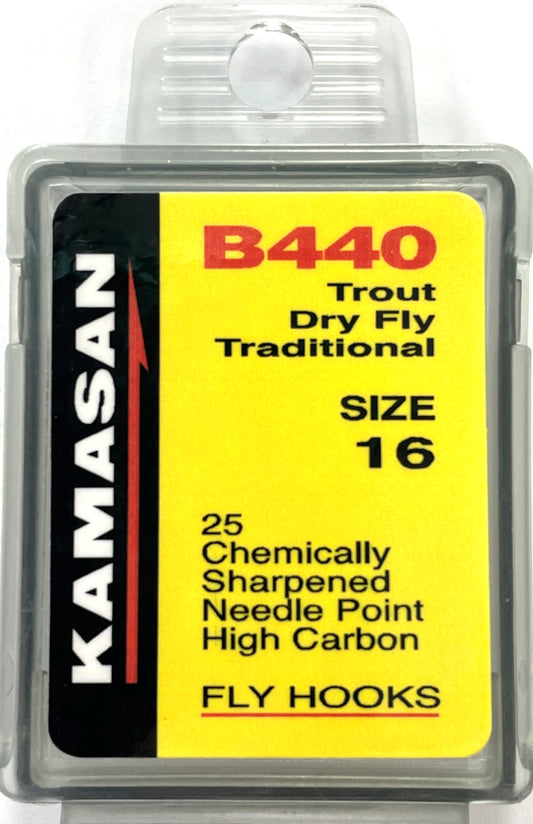 KAMASAN
B440
Trout
Dry Fly
Traditional
SIZE
16
25
Chemically
Sharpened
Needle Point
High Carbon
FLY HOOKS